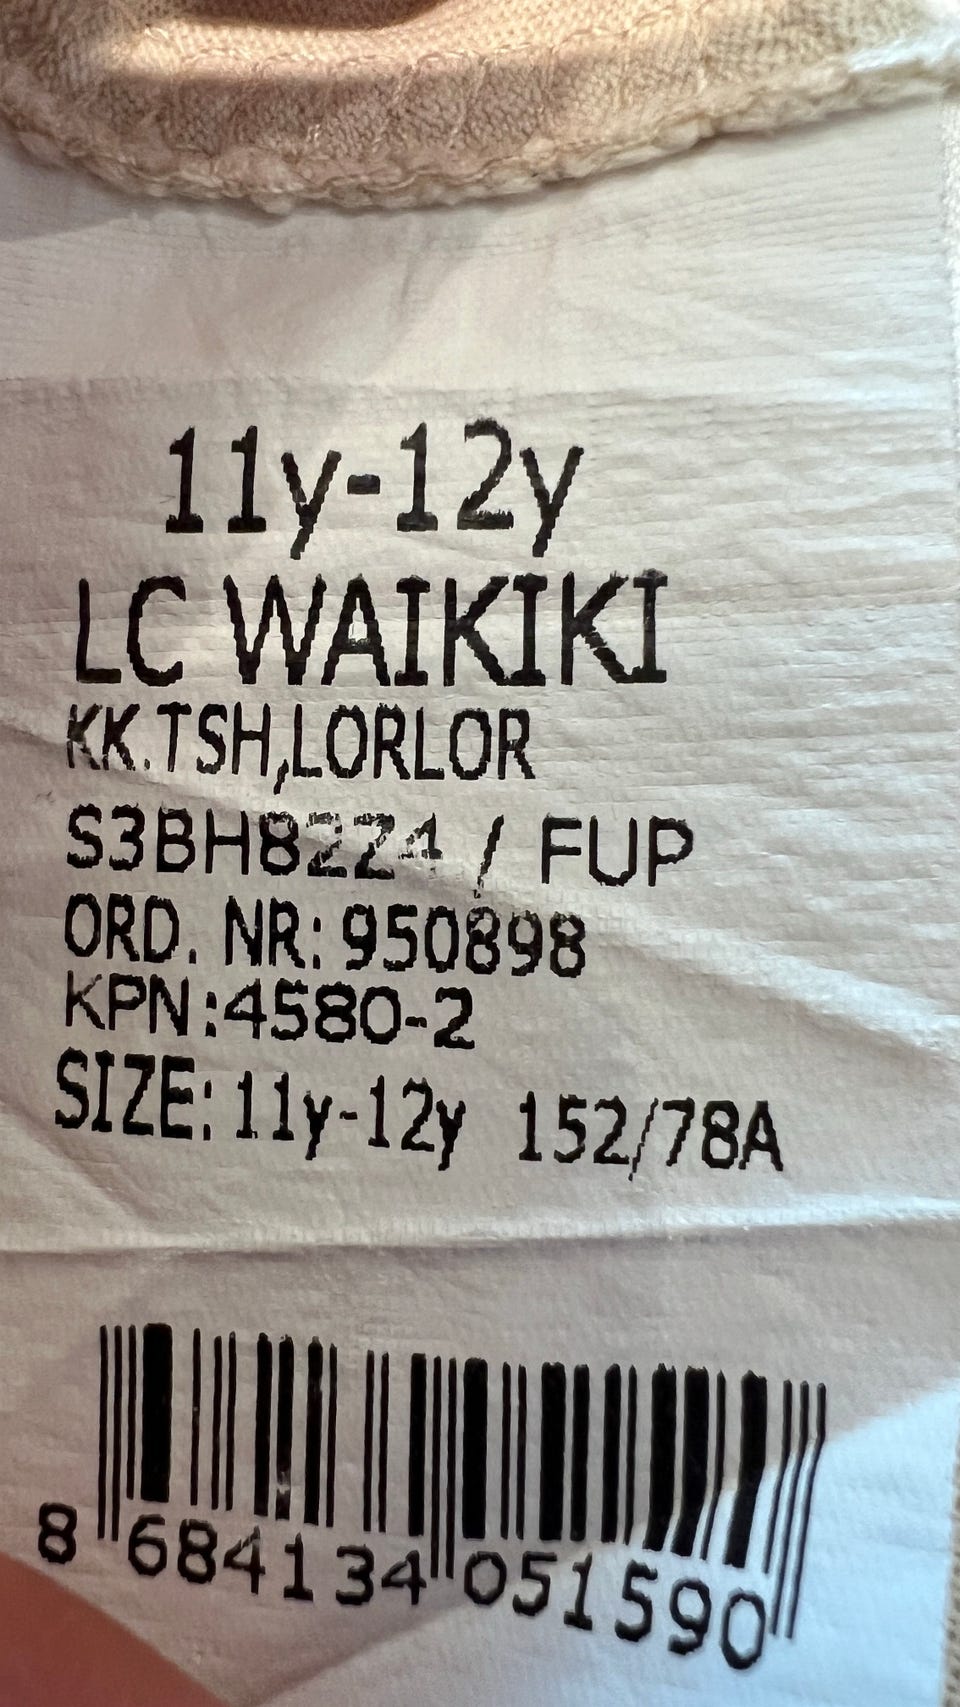 11y-12y
LC WAIKIKI
KK.TSH,LORLOR
S3BH82Z4 / FUP
ORD. NR: 950898
KPN:4580-2
SIZE: 11y-12y 152/78A
8 684134 051590